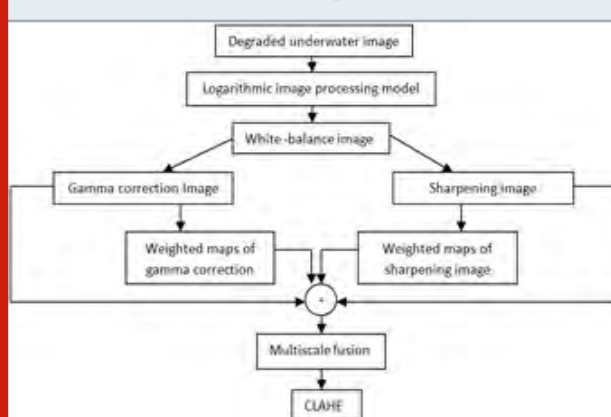 Degraded underwater image
Logarithmic image processing model
White-balance image
Gamma correction Image
Sharpening image
Weighted maps of
gamma correction
Weighted maps of
sharpening image
+
Multiscale fusion
CLAHE